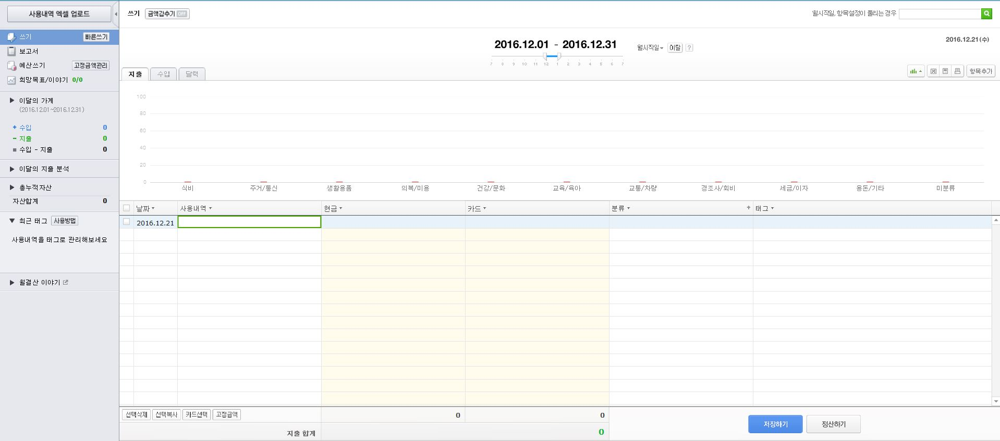 사용내역 엑셀 업로드
쓰기 빠른쓰기
보고서
예산쓰기 고정금액관리
희망목표/이야기 0/0
이달의 가계
(2016.12.01~2016.12.31)
+ 수입 0
- 지출 0
= 수입 - 지출 0
이달의 지출 분석
총누적자산
자산합계 0
최근 태그 사용방법
사용내역을 태그로 관리해보세요
월결산 이야기
쓰기 금액감추기 OFF
월시작일, 항목설정이 풀리는 경우
2016.12.01 - 2016.12.31
월시작일 이달 ?
2016.12.21(수)
7 8 9 10 11 12 1 2 3 4 5 6 7
지출 수입 달력
항목추가
100
80
60
40
20
0
식비 주거/통신 생활용품 의복/미용 건강/문화 교육/육아 교통/차량 경조사/회비 세금/이자 용돈/기타 미분류
날짜 사용내역 현금 카드 분류 + 태그
2016.12.21
선택삭제 선택복사 카드선택 고정금액 0 0
지출 합계 0
저장하기 정산하기